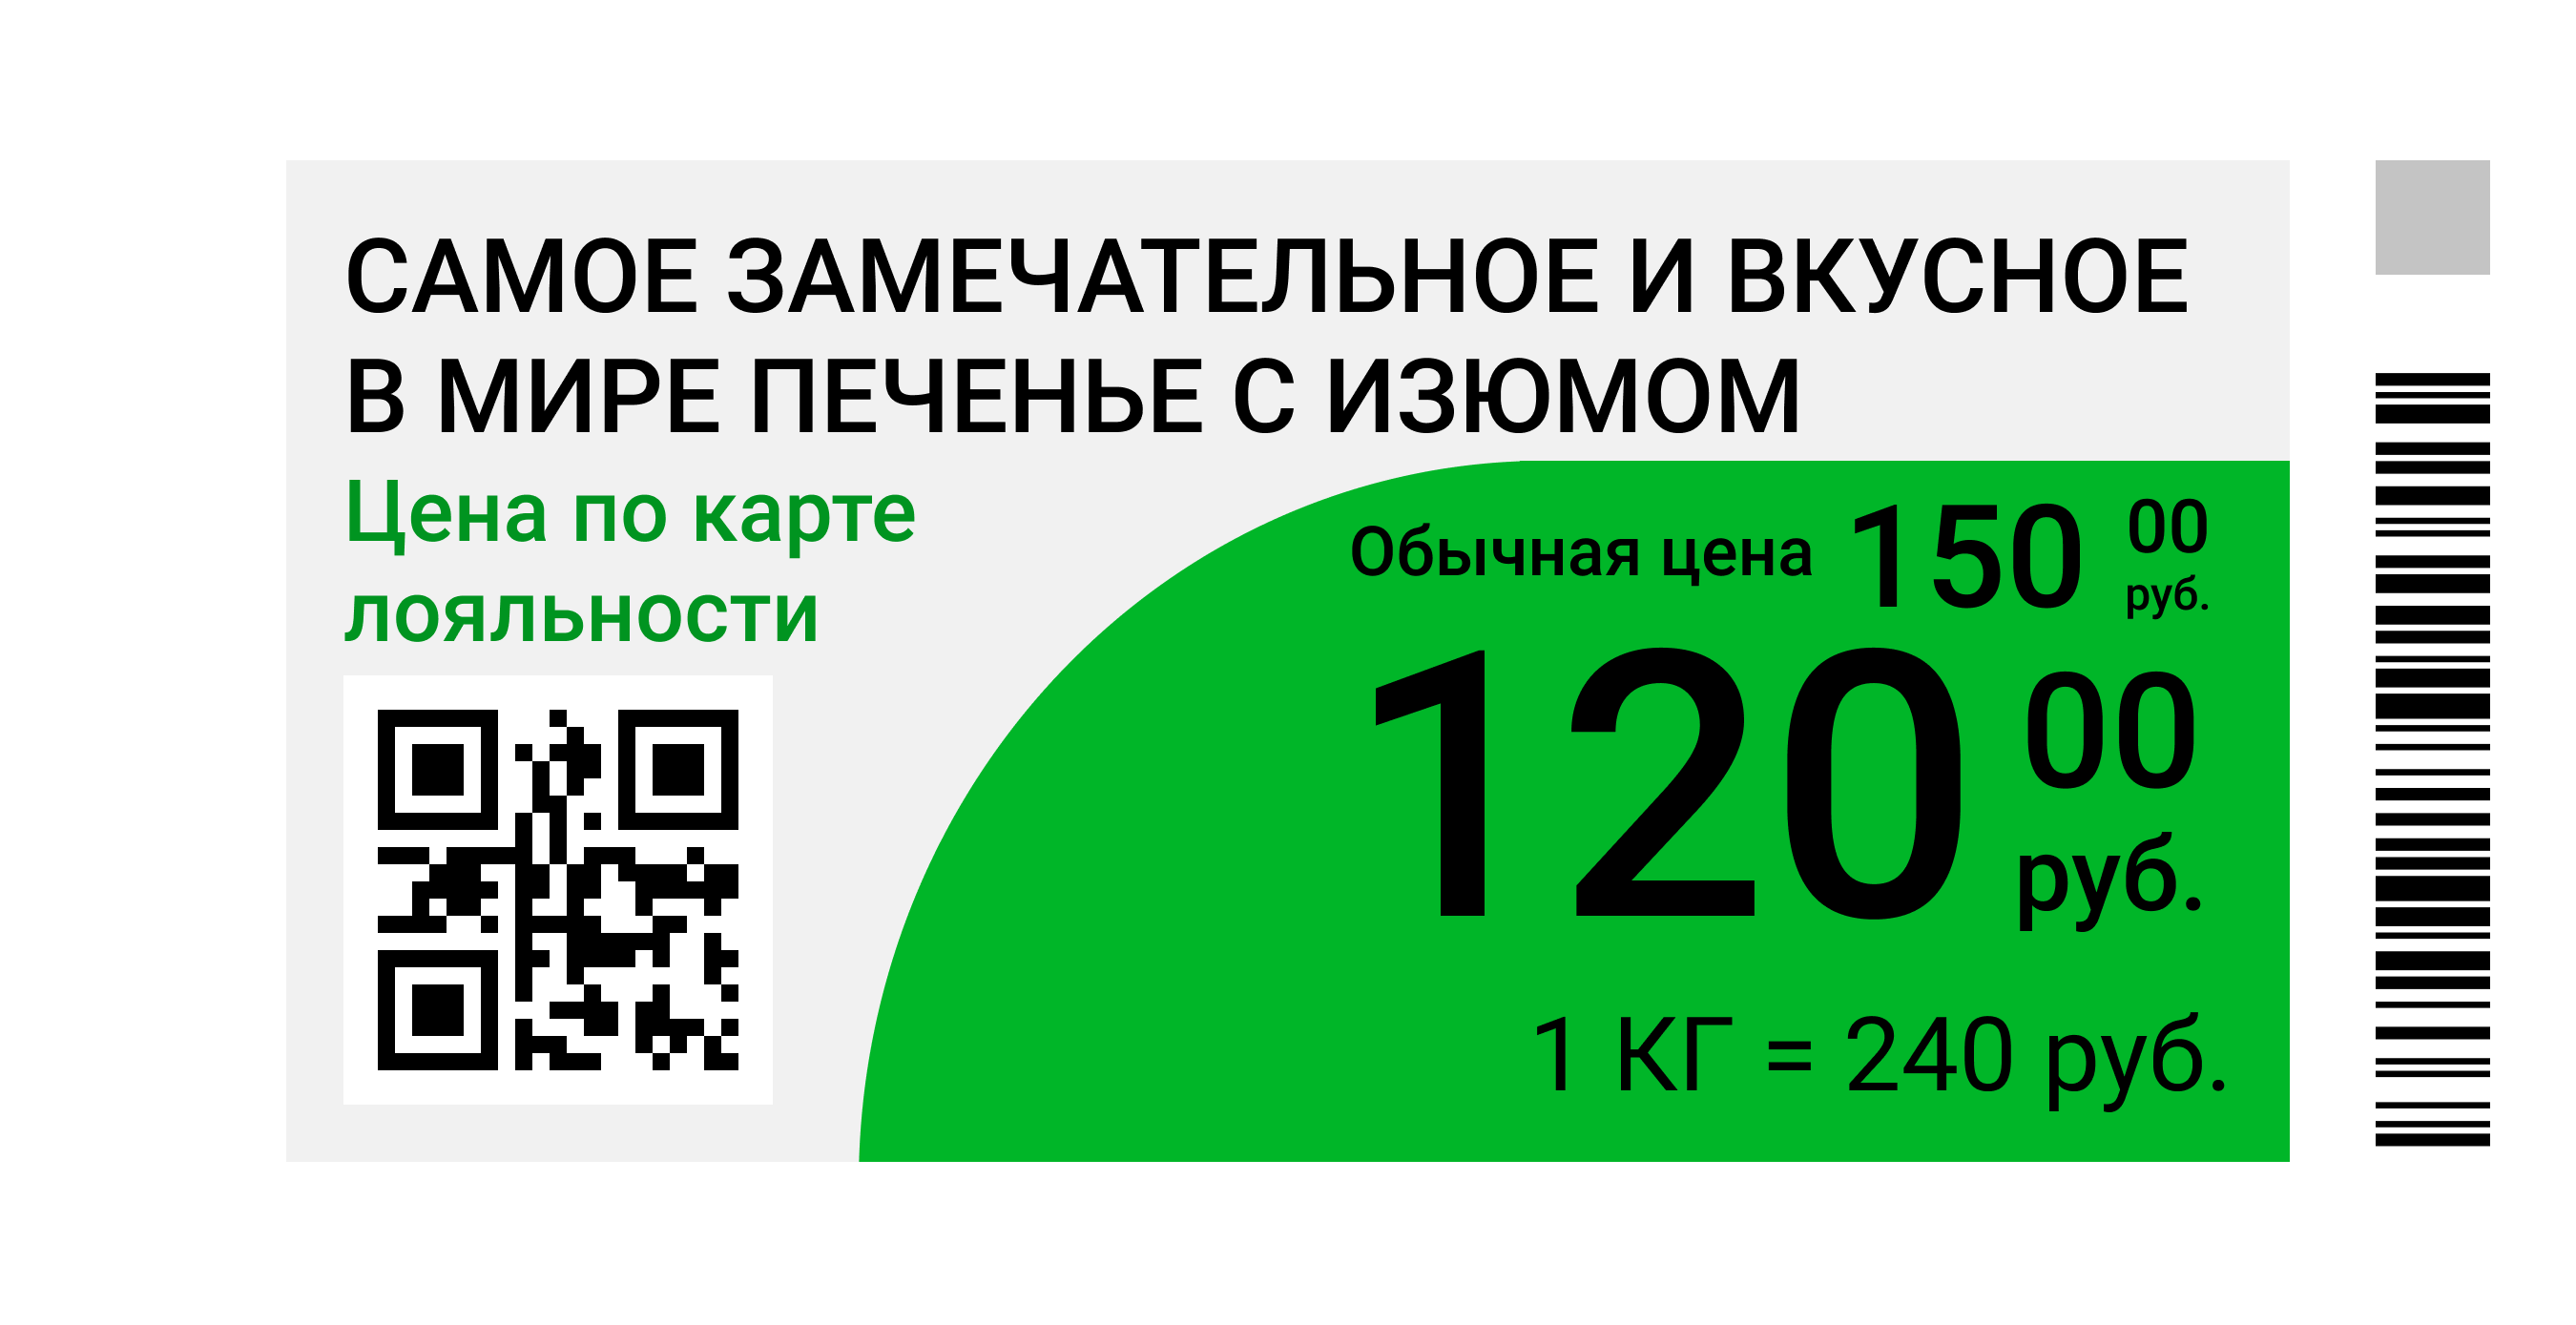 САМОЕ ЗАМЕЧАТЕЛЬНОЕ И ВКУСНОЕ
В МИРЕ ПЕЧЕНЬЕ С ИЗЮМОМ
Цена по карте
лояльности
Обычная цена 150 00
руб.
120 00
руб.
1 КГ = 240 руб.